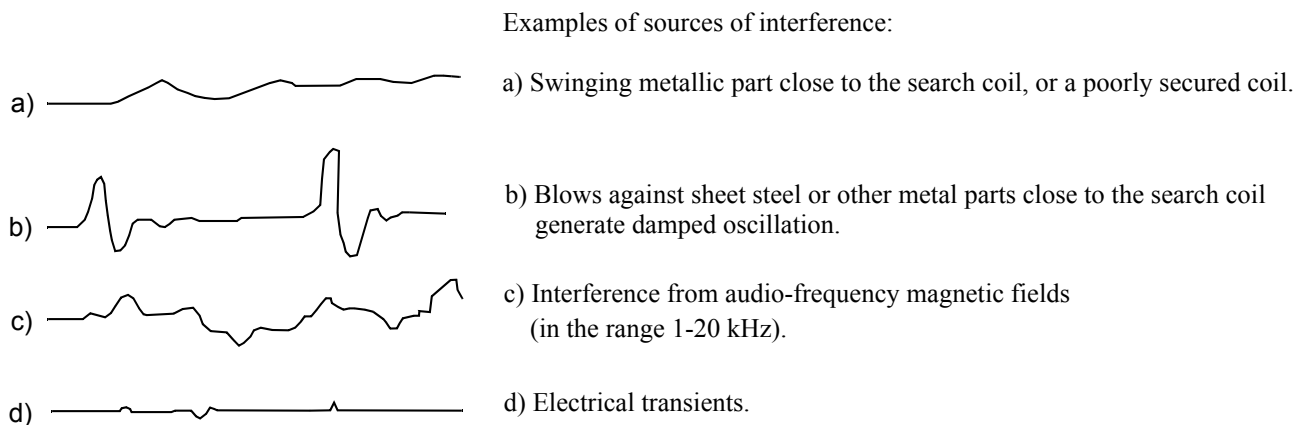 Examples of sources of interference:
a)
a) Swinging metallic part close to the search coil, or a poorly secured coil.
b)
b) Blows against sheet steel or other metal parts close to the search coil
generate damped oscillation.
c)
c) Interference from audio-frequency magnetic fields
(in the range 1-20 kHz).
d)
d) Electrical transients.